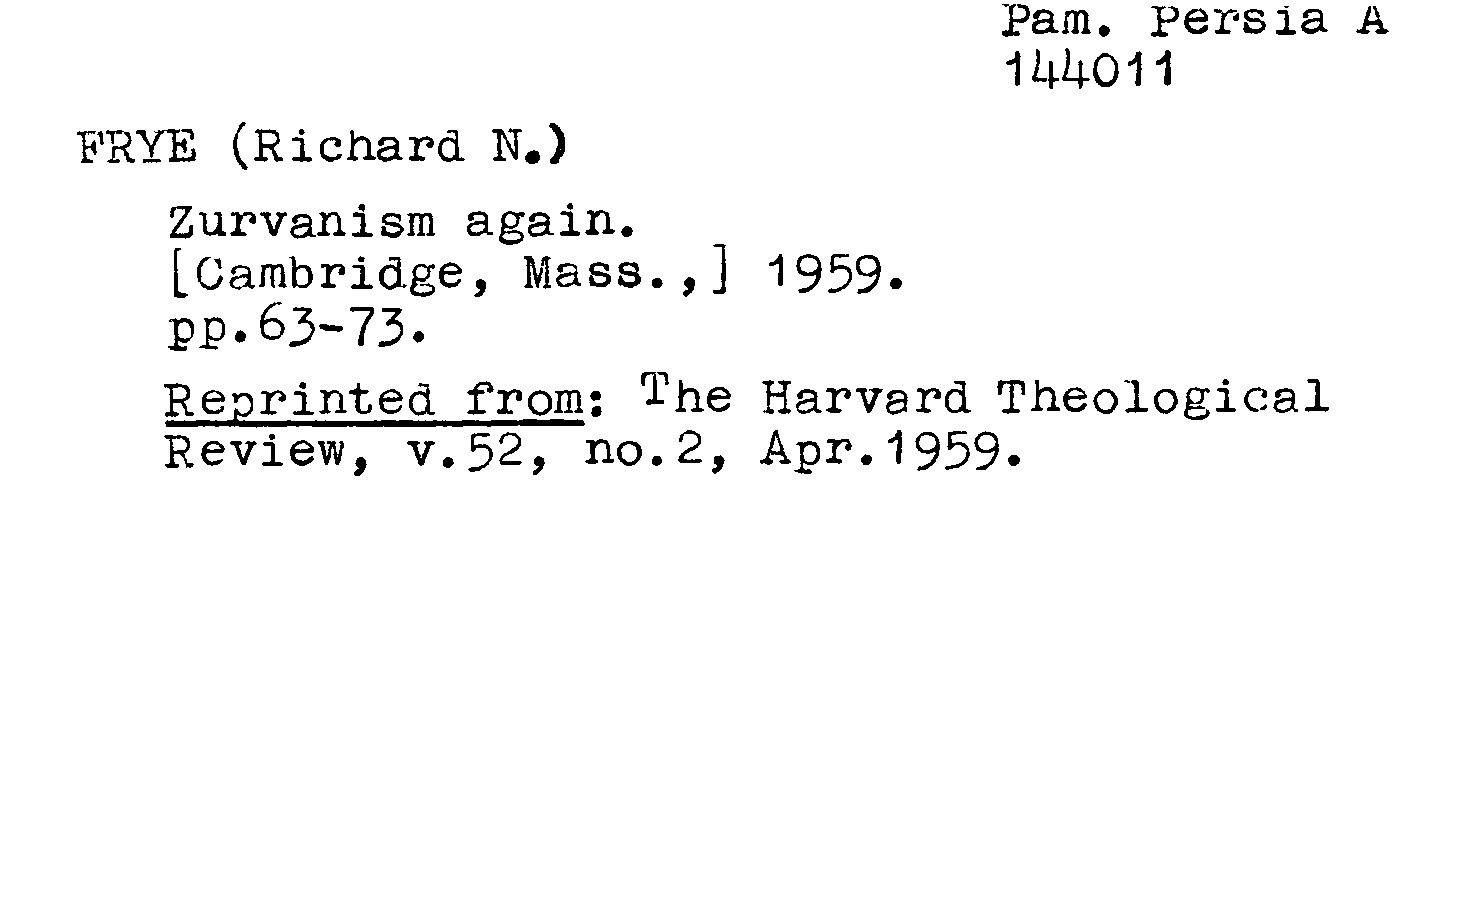 Pam. Persia A
144011
FRYE (Richard N.)
Zurvanism again.
[Cambridge, Mass.,] 1959.
pp.63-73.
Reprinted from: The Harvard Theological
Review, v.52, no.2, Apr.1959.